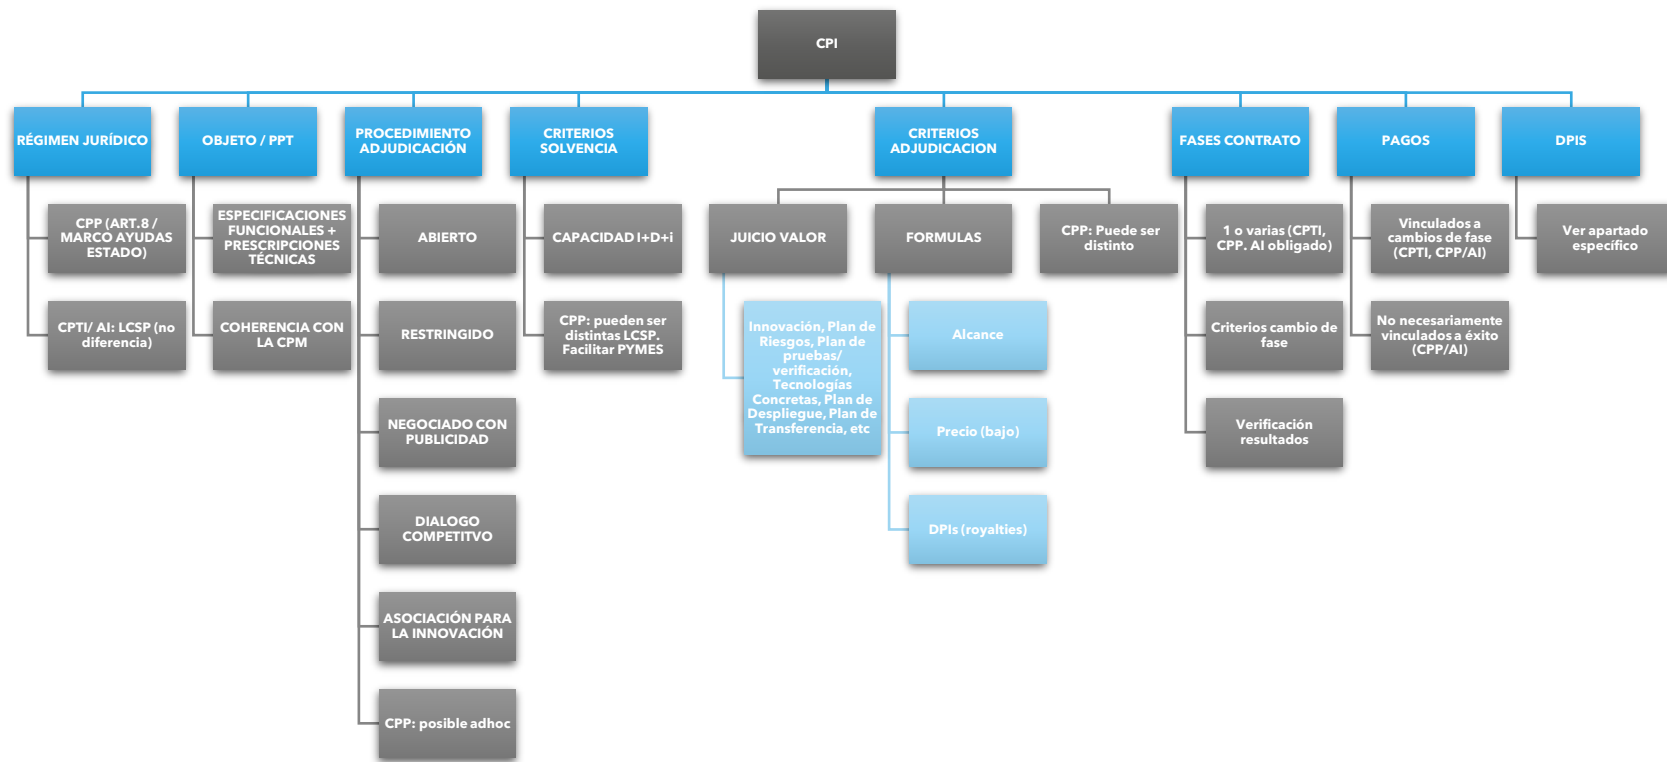 CPI
RÉGIMEN JURÍDICO
CPP (ART.8 /
MARCO AYUDAS
ESTADO)
CPTI/ AI: LCSP (no
diferencia)
OBJETO / PPT
ESPECIFICACIONES
FUNCIONALES +
PRESCRIPCIONES
TÉCNICAS
COHERENCIA CON
LA CPM
PROCEDIMIENTO
ADJUDICACIÓN
ABIERTO
RESTRINGIDO
NEGOCIADO CON
PUBLICIDAD
DIALOGO
COMPETITVO
ASOCIACIÓN PARA
LA INNOVACIÓN
CPP: posible adhoc
CRITERIOS
SOLVENCIA
CAPACIDAD I+D+i
CPP: pueden ser
distintas LCSP.
Facilitar PYMES
CRITERIOS
ADJUDICACION
JUICIO VALOR
Innovación, Plan de
Riesgos, Plan de
pruebas/
verificación,
Tecnologías
Concretas, Plan de
Despliegue, Plan de
Transferencia, etc
FORMULAS
Alcance
Precio (bajo)
DPIs (royalties)
CPP: Puede ser
distinto
FASES CONTRATO
1 o varias (CPTI,
CPP. AI obligado)
Criterios cambio de
fase
Verificación
resultados
PAGOS
Vinculados a
cambios de fase
(CPTI, CPP/AI)
No necesariamente
vinculados a éxito
(CPP/AI)
DPIS
Ver apartado
específico